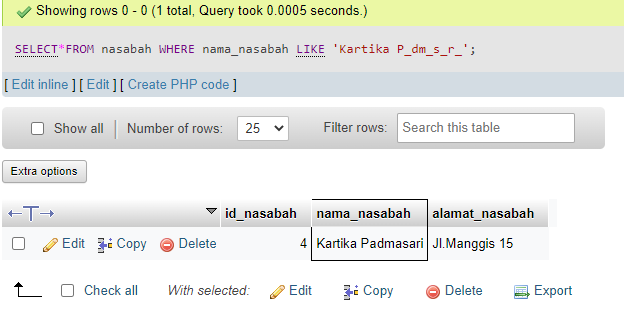 Showing rows 0 - 0 (1 total, Query took 0.0005 seconds.)
SELECT*FROM nasabah WHERE nama_nasabah LIKE 'Kartika P_dm_s_r_';
[ Edit inline ] [ Edit ] [ Create PHP code ]
Show all Number of rows: 25 Filter rows: Search this table
Extra options
id_nasabah nama_nasabah alamat_nasabah
Edit Copy Delete 4 Kartika Padmasari Jl.Manggis 15
Check all With selected: Edit Copy Delete Export